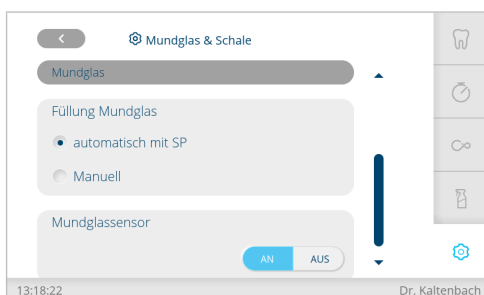 Mundglas & Schale
Mundglas
Füllung Mundglas
automatisch mit SP
Manuell
Mundglassensor
AN AUS
13:18:22 Dr. Kaltenbach